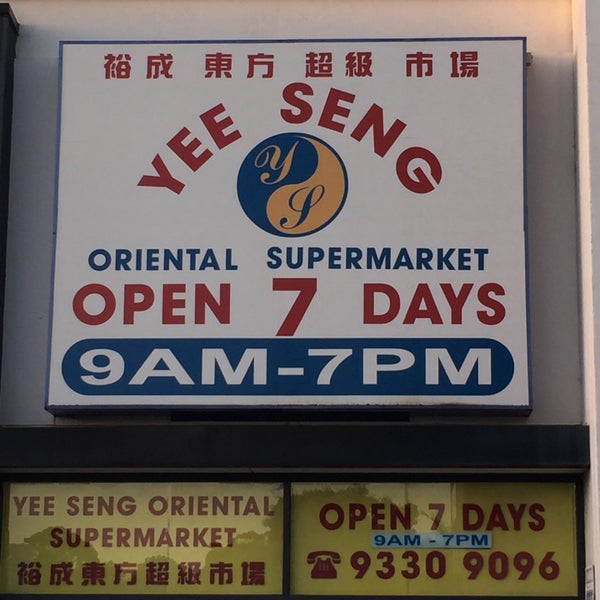 裕成 東方 超級 市場
YEE SENG
Y S
ORIENTAL SUPERMARKET
OPEN 7 DAYS
9AM-7PM
YEE SENG ORIENTAL
SUPERMARKET
裕成東方超級市場
OPEN 7 DAYS
9AM - 7PM
☎ 9330 9096